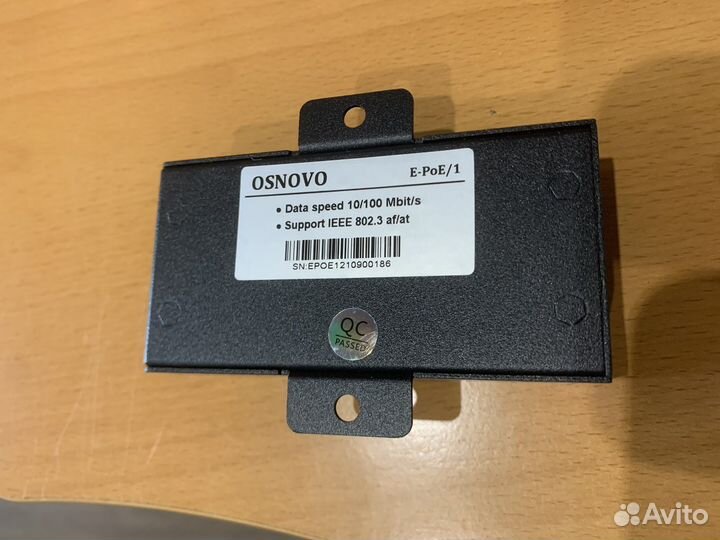 OSNOVO E-PoE/1
• Data speed 10/100 Mbit/s
• Support IEEE 802.3 af/at
SN:EPOE1210900186
QC
PASSED
Avito